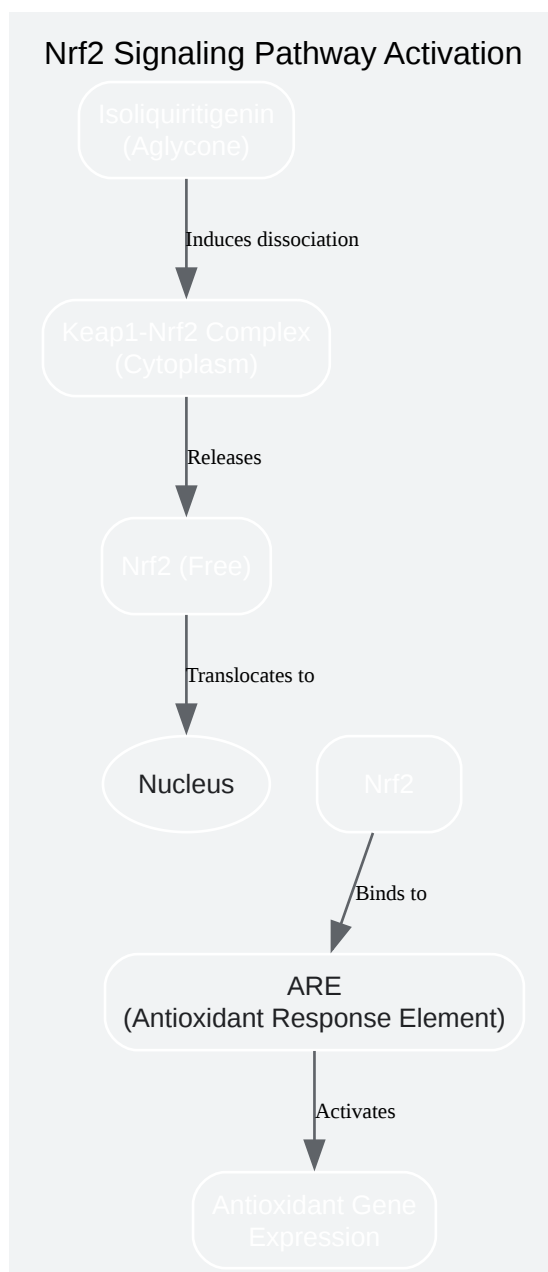 Nrf2 Signaling Pathway Activation
Isoliquiritigenin
(Aglycone)
Induces dissociation
Keap1-Nrf2 Complex
(Cytoplasm)
Releases
Nrf2 (Free)
Translocates to
Nucleus
Nrf2
Binds to
ARE
(Antioxidant Response Element)
Activates
Antioxidant Gene
Expression